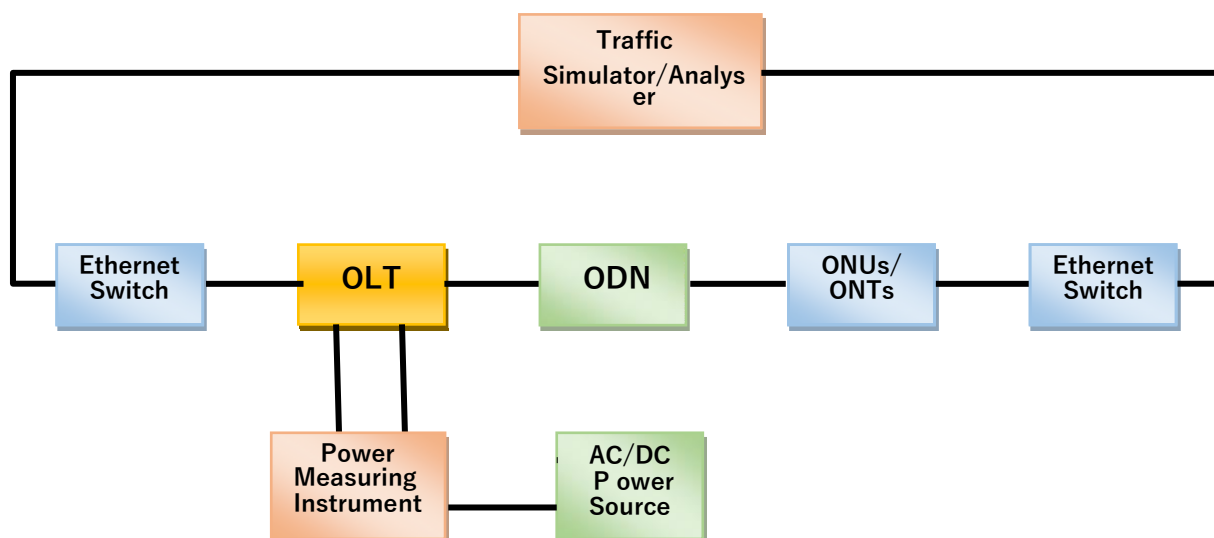 Traffic
Simulator/Analys
er
Ethernet
Switch
OLT
ODN
ONUs/
ONTs
Ethernet
Switch
Power
Measuring
Instrument
AC/DC
P ower
Source